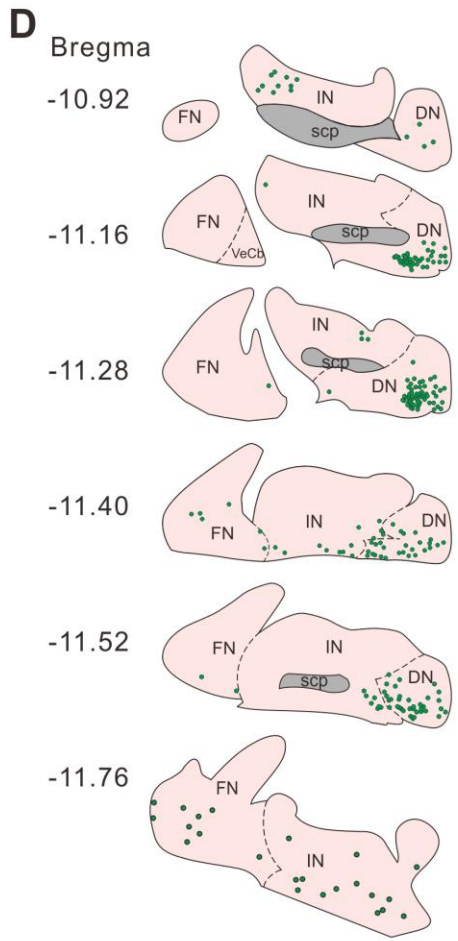 D
Bregma
-10.92
FN
IN
DN
scp
-11.16
FN
VeCb
IN
scp
DN
-11.28
FN
IN
scp
DN
-11.40
FN
IN
DN
-11.52
FN
IN
scp
DN
-11.76
FN
IN